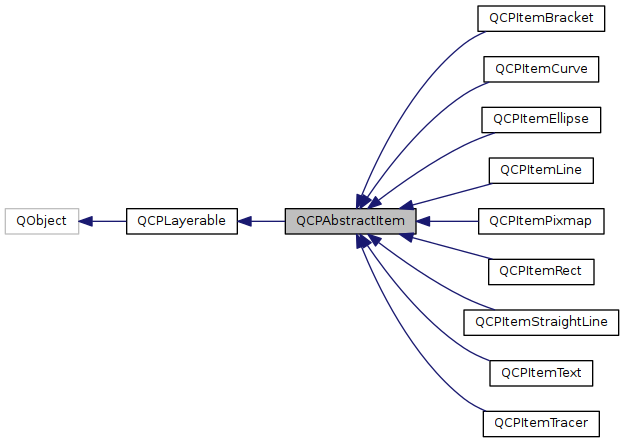 QCPItemBracket
QCPItemCurve
QCPItemEllipse
QCPItemLine
QObject
QCPLayerable
QCPAbstractItem
QCPItemPixmap
QCPItemRect
QCPItemStraightLine
QCPItemText
QCPItemTracer